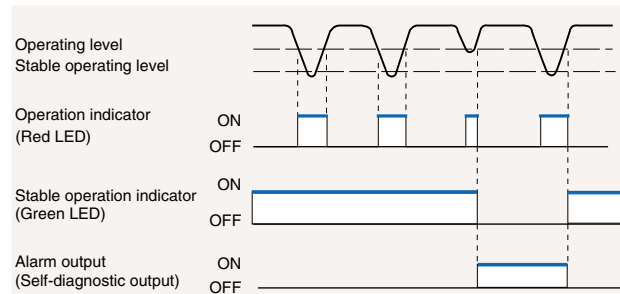 Operating level
Stable operating level
Operation indicator
(Red LED)
ON
OFF
Stable operation indicator
(Green LED)
ON
OFF
Alarm output
(Self-diagnostic output)
ON
OFF